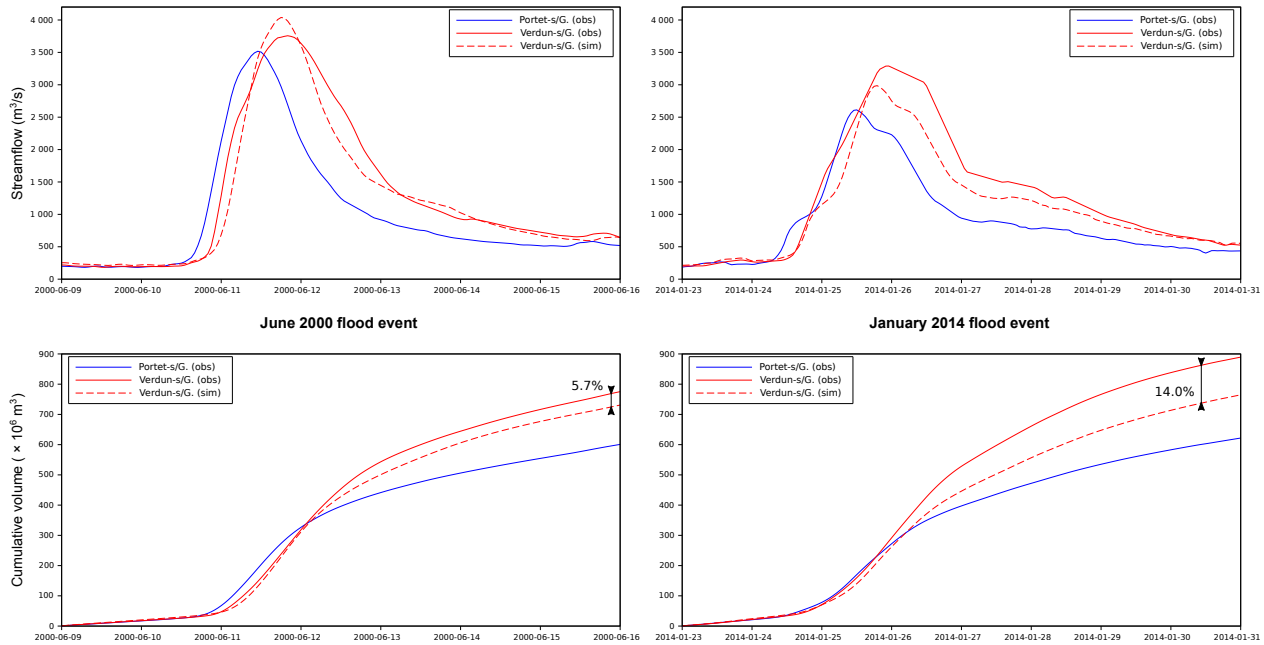 4 000
3 500
3 000
2 500
2 000
1 500
1 000
500
0
Streamflow (m³/s)
Portet-s/G. (obs)
Verdun-s/G. (obs)
Verdun-s/G. (sim)
2000-06-09 2000-06-10 2000-06-11 2000-06-12 2000-06-13 2000-06-14 2000-06-15 2000-06-16
June 2000 flood event
4 000
3 500
3 000
2 500
2 000
1 500
1 000
500
0
Portet-s/G. (obs)
Verdun-s/G. (obs)
Verdun-s/G. (sim)
2014-01-23 2014-01-24 2014-01-25 2014-01-26 2014-01-27 2014-01-28 2014-01-29 2014-01-30 2014-01-31
January 2014 flood event
900
800
700
600
500
400
300
200
100
0
Cumulative volume ( × 10⁶ m³)
Portet-s/G. (obs)
Verdun-s/G. (obs)
Verdun-s/G. (sim)
5.7%
2000-06-09 2000-06-10 2000-06-11 2000-06-12 2000-06-13 2000-06-14 2000-06-15 2000-06-16
900
800
700
600
500
400
300
200
100
0
Portet-s/G. (obs)
Verdun-s/G. (obs)
Verdun-s/G. (sim)
14.0%
2014-01-23 2014-01-24 2014-01-25 2014-01-26 2014-01-27 2014-01-28 2014-01-29 2014-01-30 2014-01-31